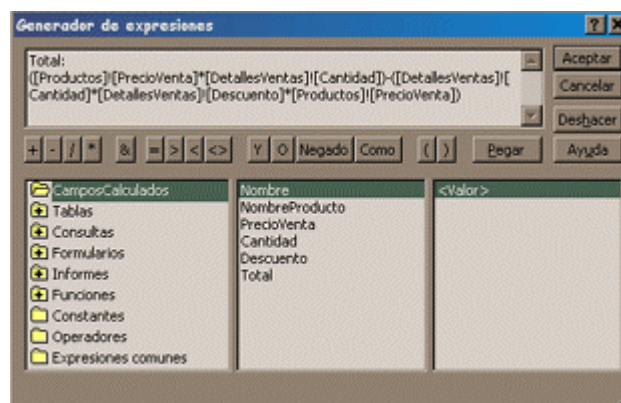 Generador de expresiones
Total:
([Productos]![PrecioVenta]*[DetallesVentas]![Cantidad])-([DetallesVentas]![
Cantidad]*[DetallesVentas]![Descuento]*[Productos]![PrecioVenta])
Aceptar
Cancelar
Deshacer
+ - / * & = > < <> Y O Negado Como ( ) Pegar Ayuda
CamposCalculados
Tablas
Consultas
Formularios
Informes
Funciones
Constantes
Operadores
Expresiones comunes
Nombre
NombreProducto
PrecioVenta
Cantidad
Descuento
Total
<Valor>